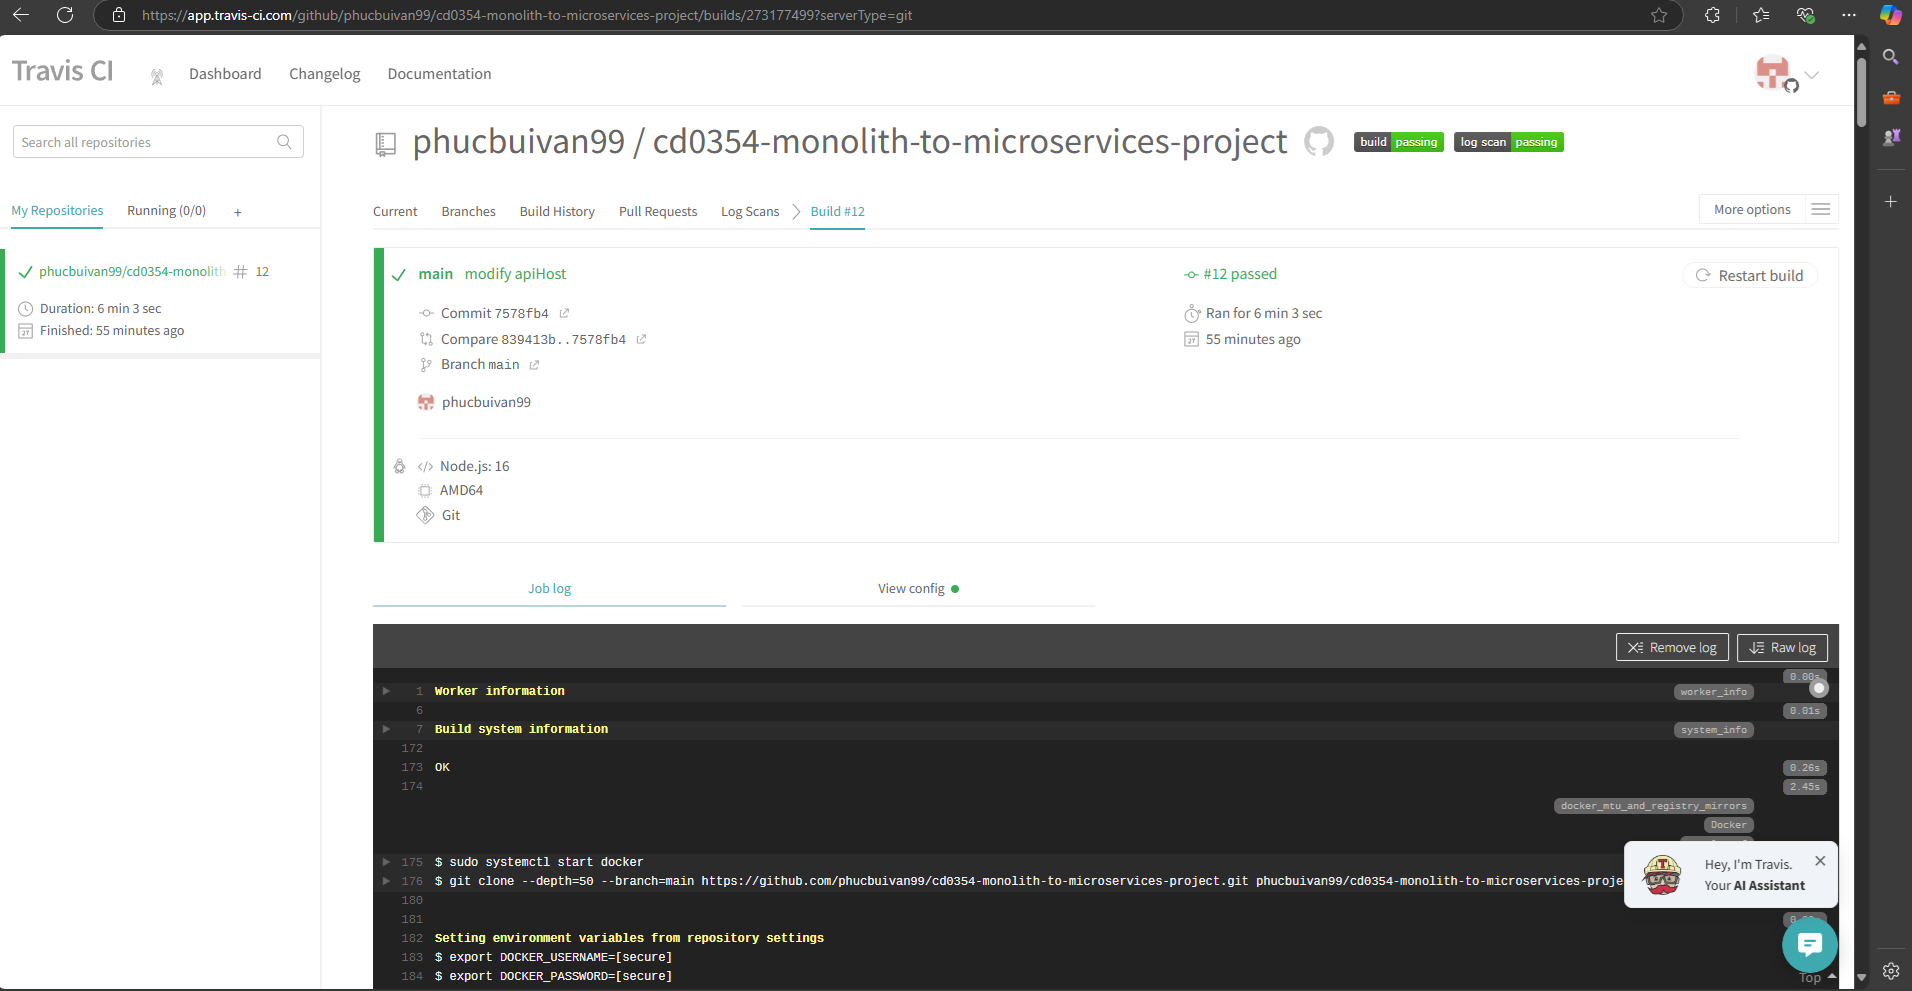 https://app.travis-ci.com/github/phucbuivan99/cd0354-monolith-to-microservices-project/builds/273177499?serverType=git
Travis CI
Dashboard
Changelog
Documentation
Search all repositories
My Repositories
Running (0/0)
+
phucbuivan99/cd0354-monolith-
# 12
Duration: 6 min 3 sec
Finished: 55 minutes ago
phucbuivan99 / cd0354-monolith-to-microservices-project
build passing
log scan passing
Current
Branches
Build History
Pull Requests
Log Scans
Build #12
More options
main modify apiHost
Commit 7578fb4
Compare 839413b..7578fb4
Branch main
phucbuivan99
#12 passed
Ran for 6 min 3 sec
55 minutes ago
Restart build
Node.js: 16
AMD64
Git
Job log
View config
Remove log
Raw log
0.00s
1 Worker information worker_info
6 0.01s
7 Build system information system_info
172
173 OK 0.26s
174 2.45s
docker_mtu_and_registry_mirrors
Docker
175 $ sudo systemctl start docker
176 $ git clone --depth=50 --branch=main https://github.com/phucbuivan99/cd0354-monolith-to-microservices-project.git phucbuivan99/cd0354-monolith-to-microservices-proje
180
181
182 Setting environment variables from repository settings
183 $ export DOCKER_USERNAME=[secure]
184 $ export DOCKER_PASSWORD=[secure]
Hey, I'm Travis.
Your AI Assistant
Top